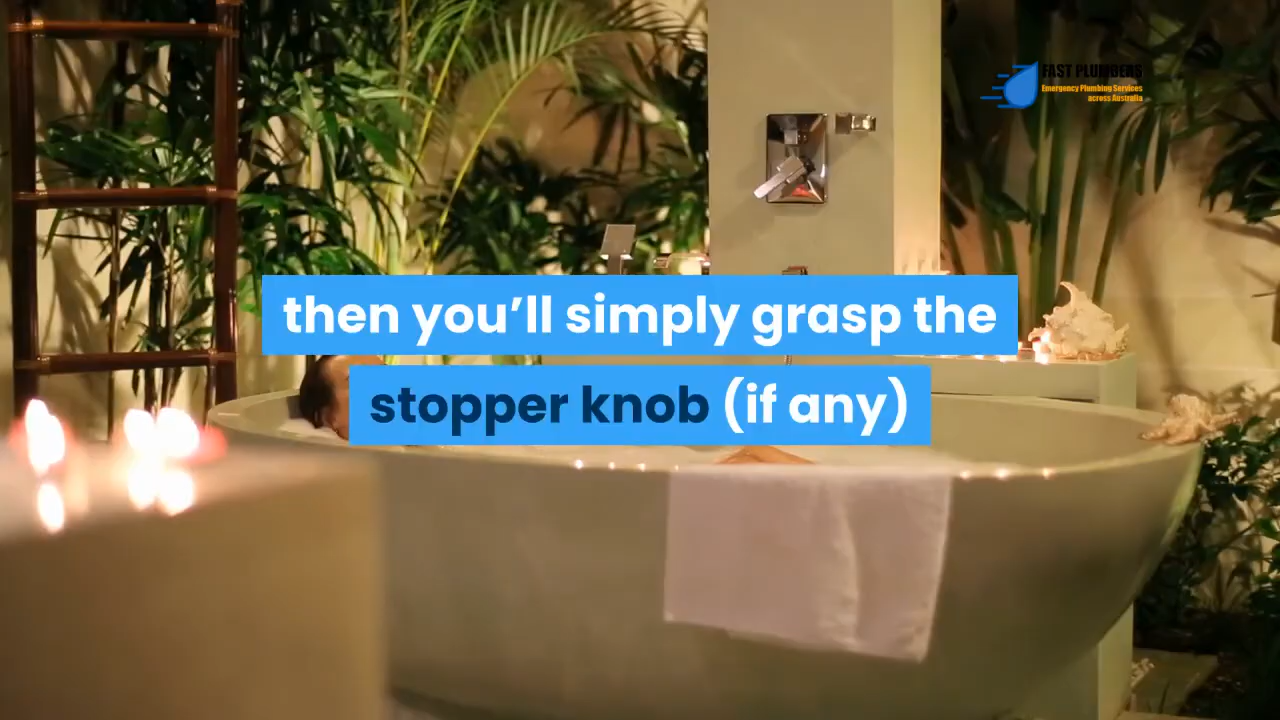 FAST PLUMBERS
Emergency Plumbing Services
across Australia
then you’ll simply grasp the
stopper knob (if any)